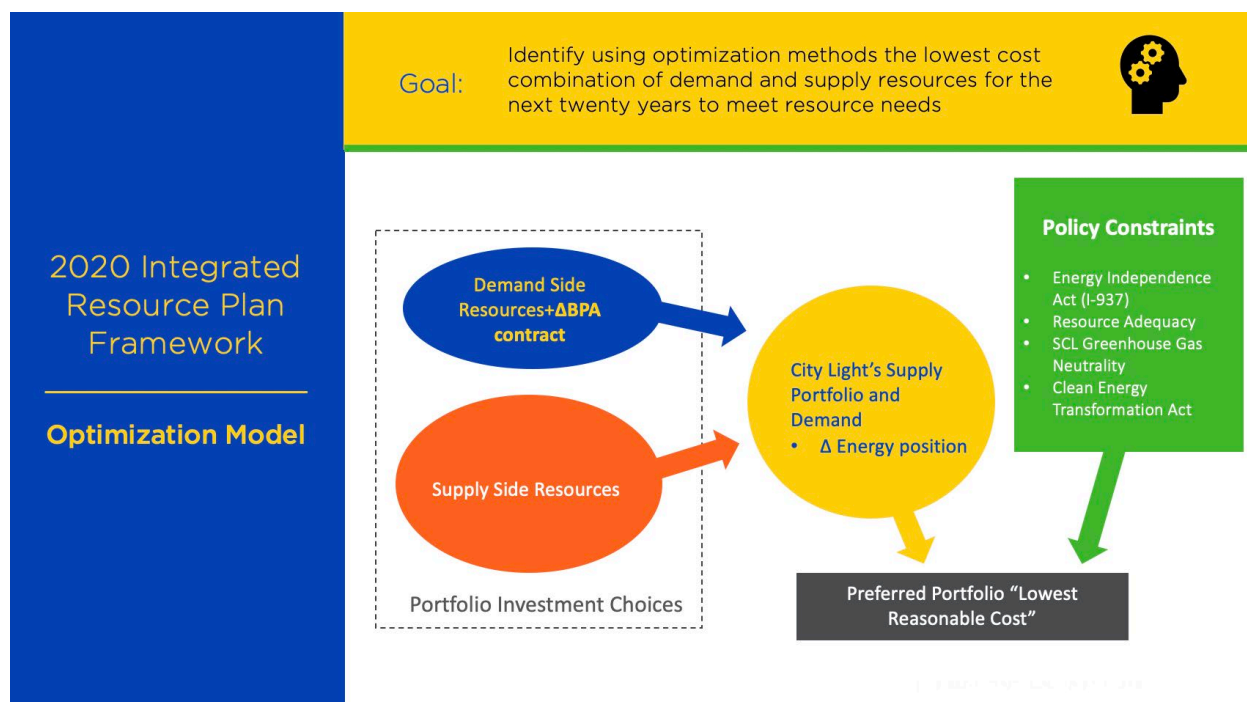 2020 Integrated
Resource Plan
Framework
Optimization Model
Goal:
Identify using optimization methods the lowest cost
combination of demand and supply resources for the
next twenty years to meet resource needs
Demand Side
Resources+ΔBPA
contract
Supply Side Resources
Portfolio Investment Choices
City Light’s Supply
Portfolio and
Demand
• Δ Energy position
Policy Constraints
• Energy Independence
Act (I-937)
• Resource Adequacy
• SCL Greenhouse Gas
Neutrality
• Clean Energy
Transformation Act
Preferred Portfolio “Lowest
Reasonable Cost”